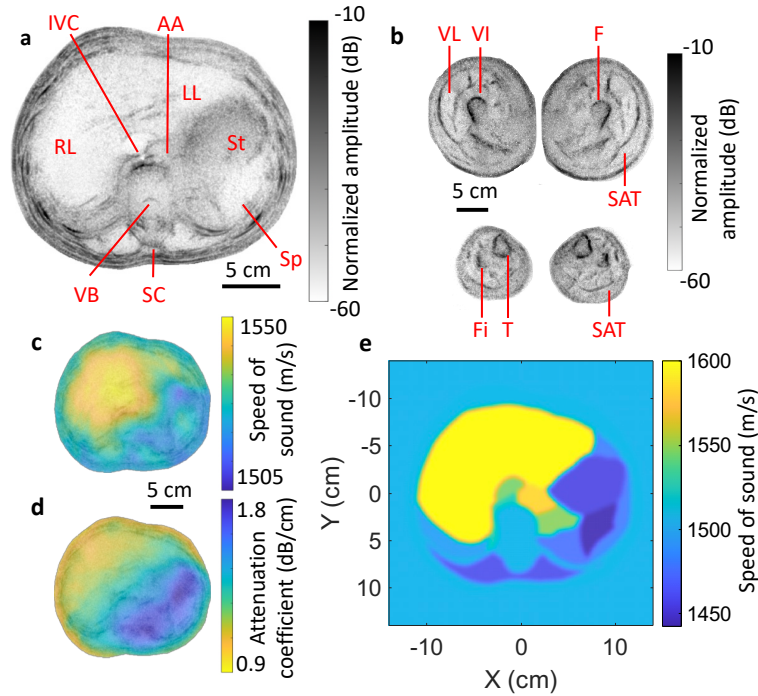 a
IVC
AA
LL
RL
St
VB
SC
Sp
5 cm
-10
Normalized amplitude (dB)
-60
b
VL
VI
F
SAT
5 cm
Fi
T
SAT
-10
Normalized
amplitude (dB)
-60
c
1550
Speed of
sound (m/s)
1505
5 cm
d
1.8
Attenuation
coefficient (dB/cm)
0.9
e
-10
-5
0
5
10
Y (cm)
-10
0
10
X (cm)
1600
1550
1500
1450
Speed of sound (m/s)